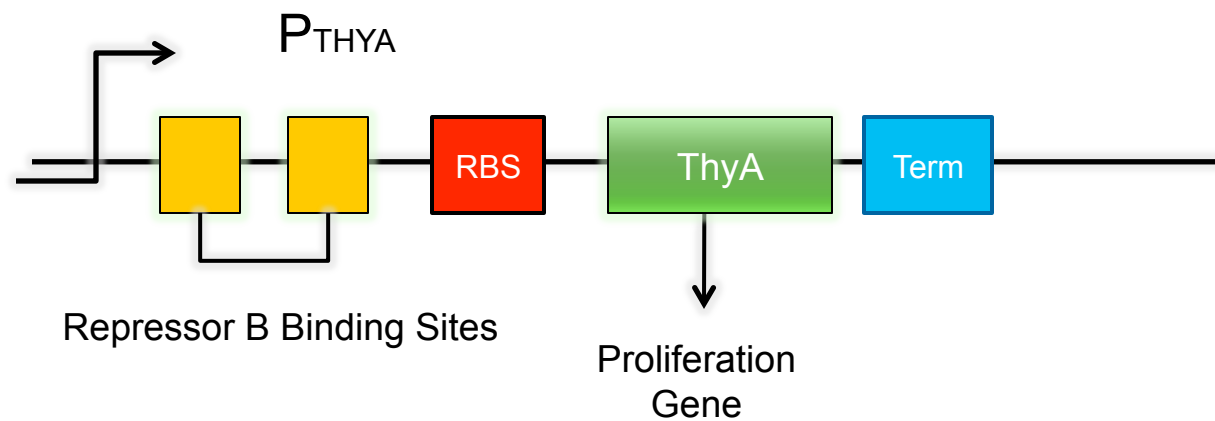 PTHYA
RBS
ThyA
Term
Repressor B Binding Sites
Proliferation
Gene